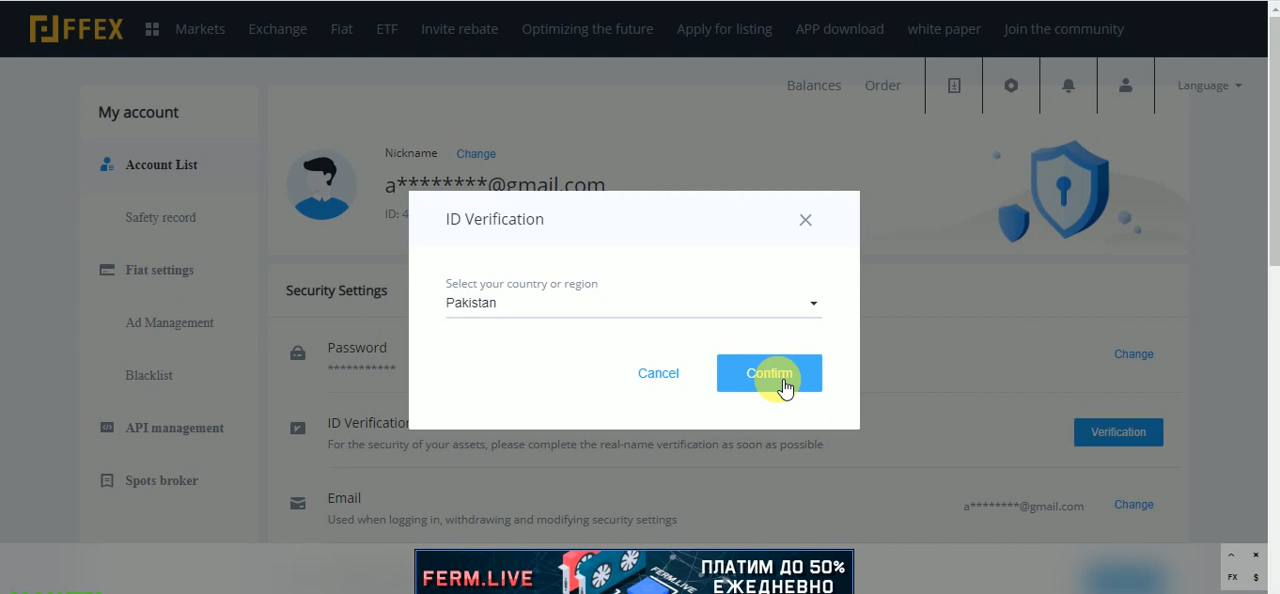 FFEX
Markets Exchange Fiat ETF Invite rebate Optimizing the future Apply for listing APP download white paper Join the community
Balances Order Language
My account
Account List
Safety record
Fiat settings
Ad Management
Blacklist
API management
Spots broker
Nickname Change
a********@gmail.com
ID: 4
Security Settings
Password
***********
Change
ID Verification
For the security of your assets, please complete the real-name vertification as soon as possible
Verification
Email
Used when logging in, withdrawing and modifying security settings
a********@gmail.com Change
ID Verification
Select your country or region
Pakistan
Cancel Confirm
FERM.LIVE
ПЛАТИМ ДО 50%
ЕЖЕДНЕВНО
FX $